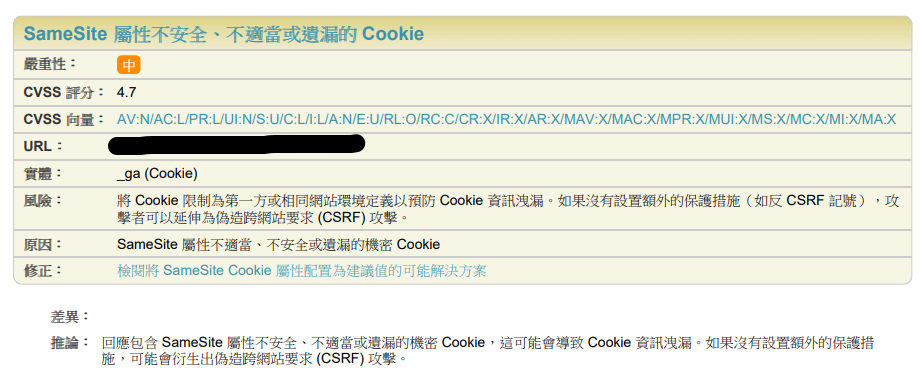 SameSite 屬性不安全、不適當或遺漏的 Cookie
嚴重性： 中
CVSS 評分： 4.7
CVSS 向量： AV:N/AC:L/PR:L/UI:N/S:U/C:L/I:L/A:N/E:U/RL:O/RC:C/CR:X/IR:X/AR:X/MAV:X/MAC:X/MPR:X/MUI:X/MS:X/MC:X/MI:X/MA:X
URL：
實體： _ga (Cookie)
風險： 將 Cookie 限制為第一方或相同網站環境定義以預防 Cookie 資訊洩漏。如果沒有設置額外的保護措施（如反 CSRF 記號），攻
擊者可以延伸為偽造跨網站要求 (CSRF) 攻擊。
原因： SameSite 屬性不適當、不安全或遺漏的機密 Cookie
修正： 檢閱將 SameSite Cookie 屬性配置為建議值的可能解決方案
差異：
推論： 回應包含 SameSite 屬性不安全、不適當或遺漏的機密 Cookie，這可能會導致 Cookie 資訊洩漏。如果沒有設置額外的保護措
施，可能會衍生出偽造跨網站要求 (CSRF) 攻擊。